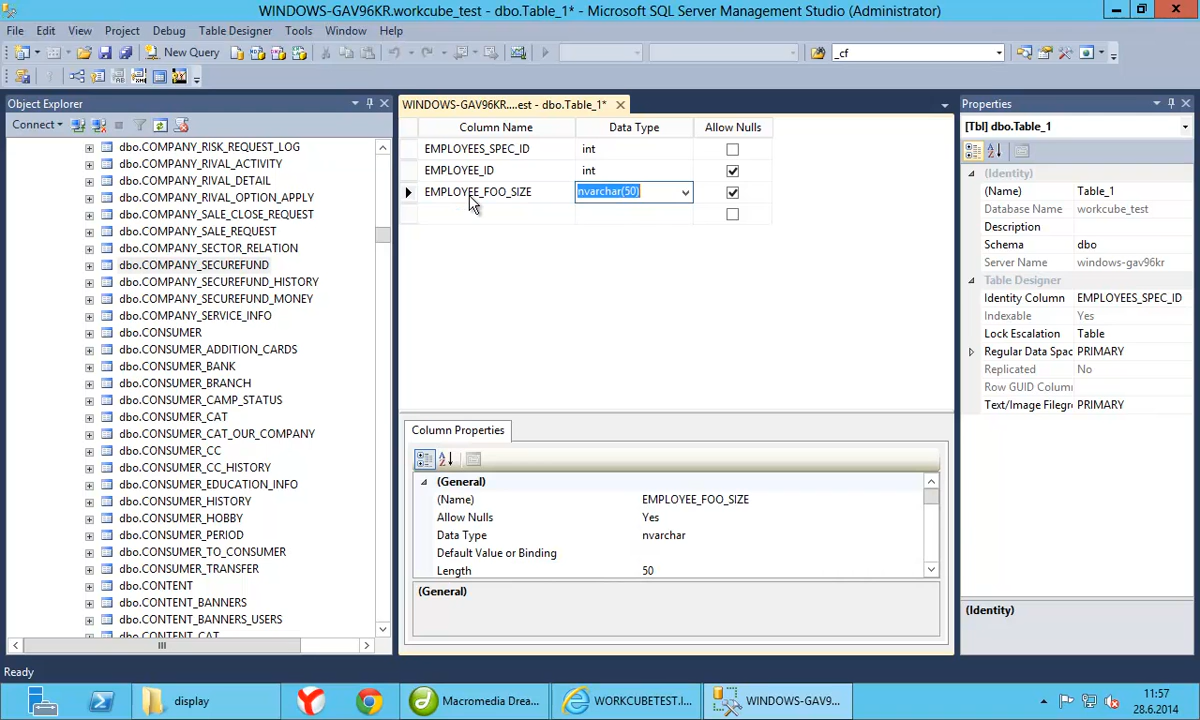 WINDOWS-GAV96KR.workcube_test - dbo.Table_1* - Microsoft SQL Server Management Studio (Administrator)
File Edit View Project Debug Table Designer Tools Window Help
New Query
_cf
Object Explorer
Connect
dbo.COMPANY_RISK_REQUEST_LOG
dbo.COMPANY_RIVAL_ACTIVITY
dbo.COMPANY_RIVAL_DETAIL
dbo.COMPANY_RIVAL_OPTION_APPLY
dbo.COMPANY_SALE_CLOSE_REQUEST
dbo.COMPANY_SALE_REQUEST
dbo.COMPANY_SECTOR_RELATION
dbo.COMPANY_SECUREFUND
dbo.COMPANY_SECUREFUND_HISTORY
dbo.COMPANY_SECUREFUND_MONEY
dbo.COMPANY_SERVICE_INFO
dbo.CONSUMER
dbo.CONSUMER_ADDITION_CARDS
dbo.CONSUMER_BANK
dbo.CONSUMER_BRANCH
dbo.CONSUMER_CAMP_STATUS
dbo.CONSUMER_CAT
dbo.CONSUMER_CAT_OUR_COMPANY
dbo.CONSUMER_CC
dbo.CONSUMER_CC_HISTORY
dbo.CONSUMER_EDUCATION_INFO
dbo.CONSUMER_HISTORY
dbo.CONSUMER_HOBBY
dbo.CONSUMER_PERIOD
dbo.CONSUMER_TO_CONSUMER
dbo.CONSUMER_TRANSFER
dbo.CONTENT
dbo.CONTENT_BANNERS
dbo.CONTENT_BANNERS_USERS
dbo.CONTENT_CAT
WINDOWS-GAV96KR....est - dbo.Table_1*
Column Name Data Type Allow Nulls
EMPLOYEES_SPEC_ID int
EMPLOYEE_ID int
EMPLOYEE_FOO_SIZE nvarchar(50)
Column Properties
(General)
(Name) EMPLOYEE_FOO_SIZE
Allow Nulls Yes
Data Type nvarchar
Default Value or Binding
Length 50
(General)
Properties
[Tbl] dbo.Table_1
(Identity)
(Name) Table_1
Database Name workcube_test
Description
Schema dbo
Server Name windows-gav96kr
Table Designer
Identity Column EMPLOYEES_SPEC_ID
Indexable Yes
Lock Escalation Table
Regular Data Spac PRIMARY
Replicated No
Row GUID Column
Text/Image Filegr PRIMARY
(Identity)
Ready
display
Macromedia Drea...
WORKCUBETEST.I...
WINDOWS-GAV9...
11:57
28.6.2014